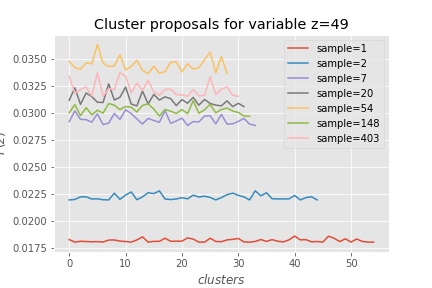 Cluster proposals for variable z=49
0.0350
0.0325
0.0300
0.0275
0.0250
0.0225
0.0200
0.0175
sample=1
sample=2
sample=7
sample=20
sample=54
sample=148
sample=403
0 10 20 30 40 50
clusters